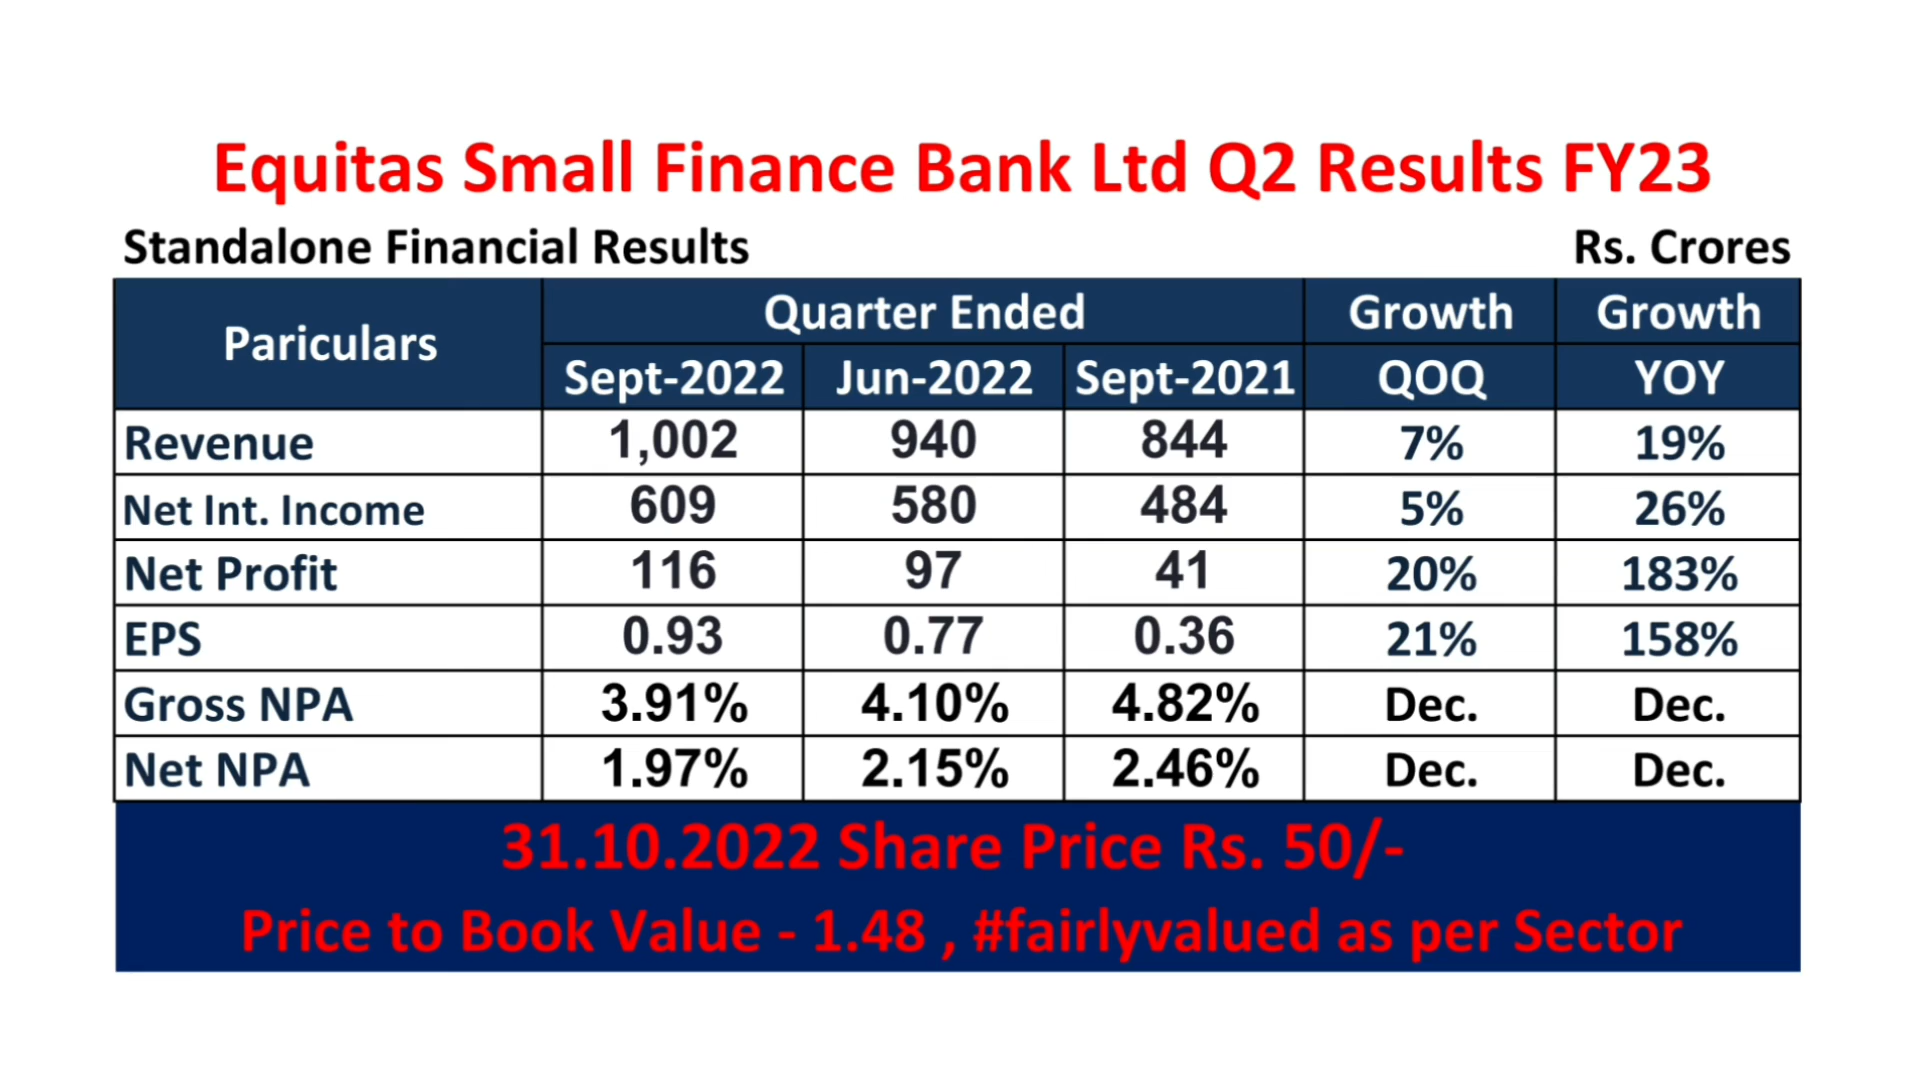 Equitas Small Finance Bank Ltd Q2 Results FY23
Standalone Financial Results Rs. Crores
Pariculars Quarter Ended Growth Growth
Sept-2022 Jun-2022 Sept-2021 QOQ YOY
Revenue 1,002 940 844 7% 19%
Net Int. Income 609 580 484 5% 26%
Net Profit 116 97 41 20% 183%
EPS 0.93 0.77 0.36 21% 158%
Gross NPA 3.91% 4.10% 4.82% Dec. Dec.
Net NPA 1.97% 2.15% 2.46% Dec. Dec.
31.10.2022 Share Price Rs. 50/-
Price to Book Value - 1.48 , #fairlyvalued as per Sector